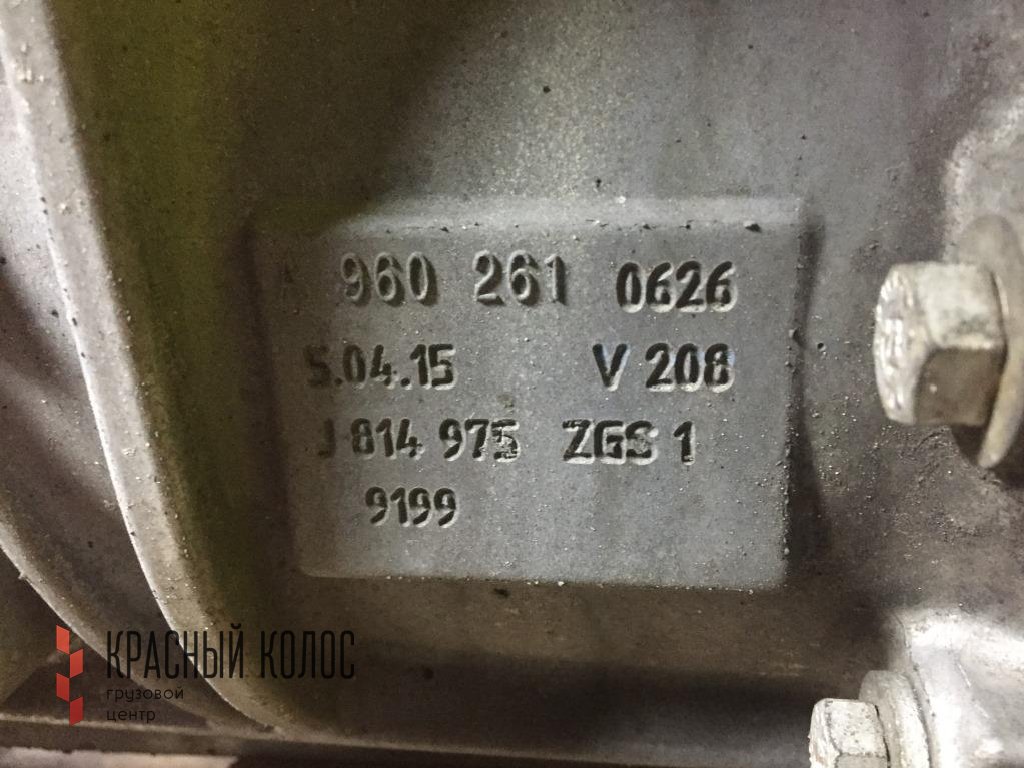 A 960 261 0626
5.04.15 V 208
J 814 975 ZGS 1
9199
КРАСНЫЙ КОЛОС
грузовой
центр